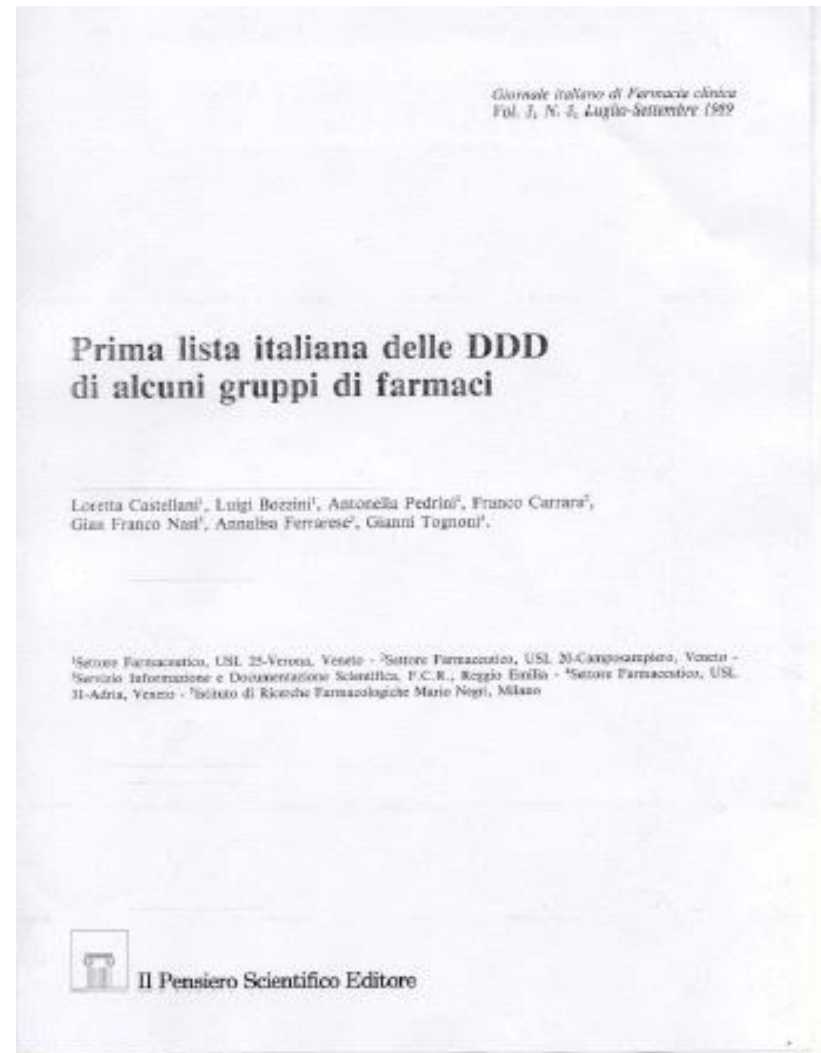 Giornale italiano di Farmacia clinica
Vol. 3, N. 3, Luglio-Settembre 1989
Prima lista italiana delle DDD
di alcuni gruppi di farmaci
Loretta Castellani¹, Luigi Bozzini¹, Antonella Pedrini², Franco Carrara²,
Gian Franco Nasi³, Annalisa Ferrarese⁴, Gianni Tognoni⁵.
¹Settore Farmaceutico, USL 25-Verona, Veneto - ²Settore Farmaceutico, USL 20-Camposampiero, Veneto -
³Servizio Informazione e Documentazione Scientifica, F.C.R., Reggio Emilia - ⁴Settore Farmaceutico, USL
31-Adria, Veneto - ⁵Istituto di Ricerche Farmacologiche Mario Negri, Milano
Il Pensiero Scientifico Editore